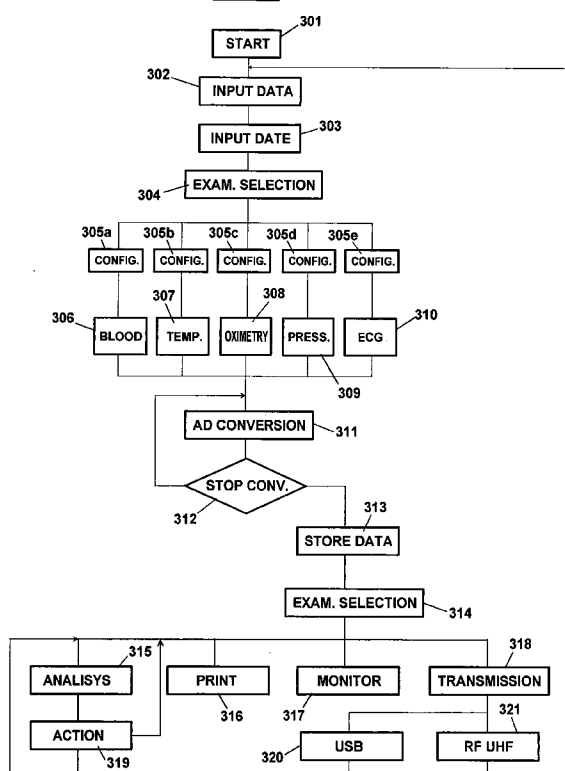 301
START
302
INPUT DATA
INPUT DATE
303
304
EXAM. SELECTION
305a
305b
305c
305d
305e
CONFIG.
CONFIG.
CONFIG.
CONFIG.
CONFIG.
306
307
308
310
BLOOD
TEMP.
OXIMETRY
PRESS.
ECG
309
AD CONVERSION
311
STOP CONV.
312
313
STORE DATA
EXAM. SELECTION
314
315
318
ANALISYS
PRINT
MONITOR
TRANSMISSION
316
317
321
ACTION
319
320
USB
RF UHF